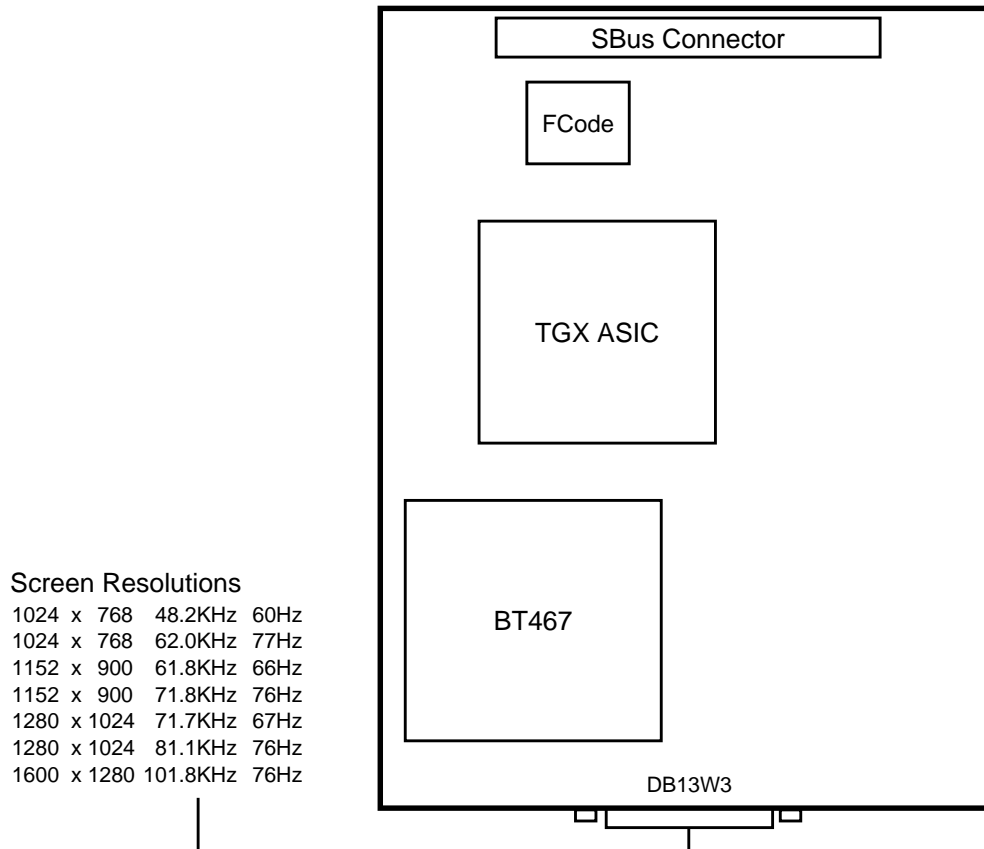 SBus Connector
FCode
TGX ASIC
BT467
Screen Resolutions
1024 x 768 48.2KHz 60Hz
1024 x 768 62.0KHz 77Hz
1152 x 900 61.8KHz 66Hz
1152 x 900 71.8KHz 76Hz
1280 x 1024 71.7KHz 67Hz
1280 x 1024 81.1KHz 76Hz
1600 x 1280 101.8KHz 76Hz
DB13W3